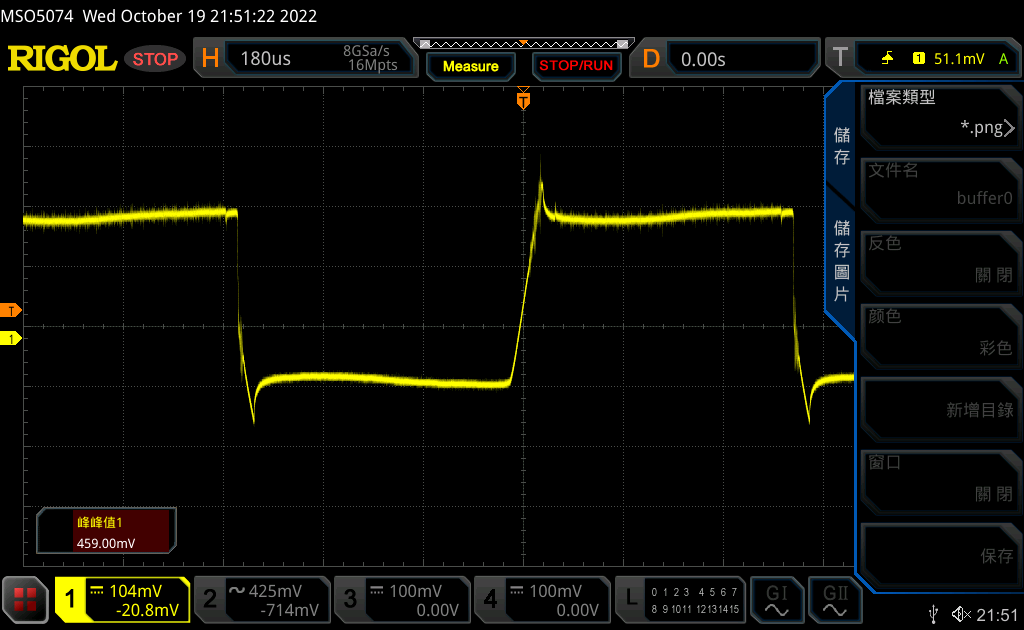 MSO5074 Wed October 19 21:51:22 2022
RIGOL STOP H 180us 8GSa/s 16Mpts Measure STOP/RUN D 0.00s T 1 51.1mV A
T
儲存
儲存圖片
檔案類型
*.png
文件名
buffer0
反色
關 閉
颜色
彩色
新增目錄
窗口
關 閉
保存
T
1
峰峰值1
459.00mV
1 104mV -20.8mV
2 425mV -714mV
3 100mV 0.00V
4 100mV 0.00V
L 0 1 2 3 4 5 6 7
8 9 10 11 12 13 14 15
GI
GII
21:51